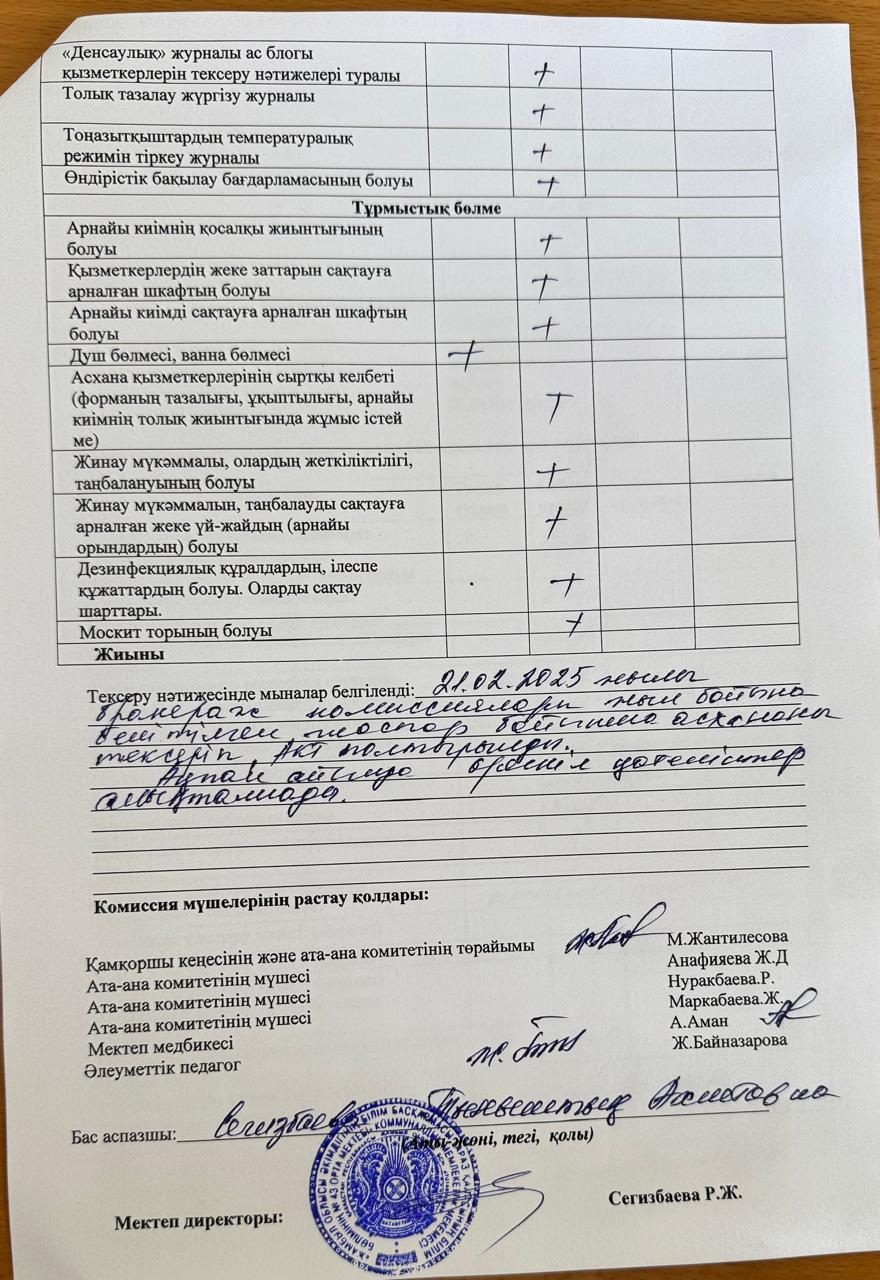 «Денсаулық» журналы ас блогы
қызметкерлерін тексеру нәтижелері туралы +
Толық тазалау жүргізу журналы +
Тоңазытқыштардың температуралық
режимін тіркеу журналы +
Өндірістік бақылау бағдарламасының болуы +
Тұрмыстық бөлме
Арнайы киімнің қосалқы жиынтығының
болуы +
Қызметкерлердің жеке заттарын сақтауға
арналған шкафтың болуы +
Арнайы киімді сақтауға арналған шкафтың
болуы +
Душ бөлмесі, ванна бөлмесі +
Асхана қызметкерлерінің сыртқы келбеті
(форманың тазалығы, ұқыптылығы, арнайы
киімнің толық жиынтығында жұмыс істей
ме) +
Жинау мүкәммалы, олардың жеткіліктілігі,
таңбалануының болуы +
Жинау мүкәммалын, таңбалауды сақтауға
арналған жеке үй-жайдың (арнайы
орындардың) болуы +
Дезинфекциялық құралдардың, ілеспе
құжаттардың болуы. Оларды сақтау
шарттары. +
Москит торының болуы +
Жиыны
Тексеру нәтижесінде мыналар белгіленді: 21.02.2025 жылы
бракераж комиссиялары жыл бойына
бекітілген жоспар бойынша асхананы
тексеріп, АКТ толтырылды.
Ақпан айында өрескел кемшіліктер
анықталмады.
Комиссия мүшелерінің растау қолдары:
Қамқоршы кеңесінің және ата-ана комитетінің төрайымы М.Жантилесова
Ата-ана комитетінің мүшесі Анафияева Ж.Д
Ата-ана комитетінің мүшесі Нуракбаева.Р.
Ата-ана комитетінің мүшесі Маркабаева.Ж.
Мектеп медбикесі А.Аман
Әлеуметтік педагог Ж.Байназарова
Бас аспазшы: Сегизбаева Ахметовна
(Аты-жөні, тегі, қолы)
Мектеп директоры: Сегизбаева Р.Ж.